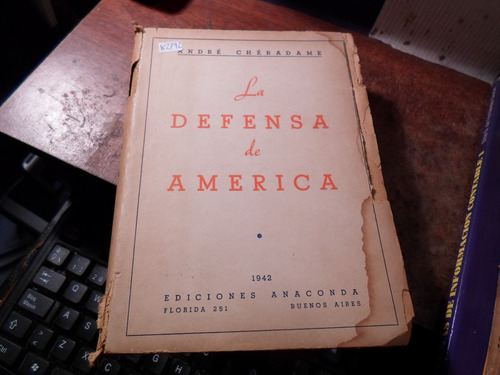 ANDRÉ CHÉRADAME
La
DEFENSA
de
AMERICA
1942
EDICIONES ANACONDA
FLORIDA 251 BUENOS AIRES